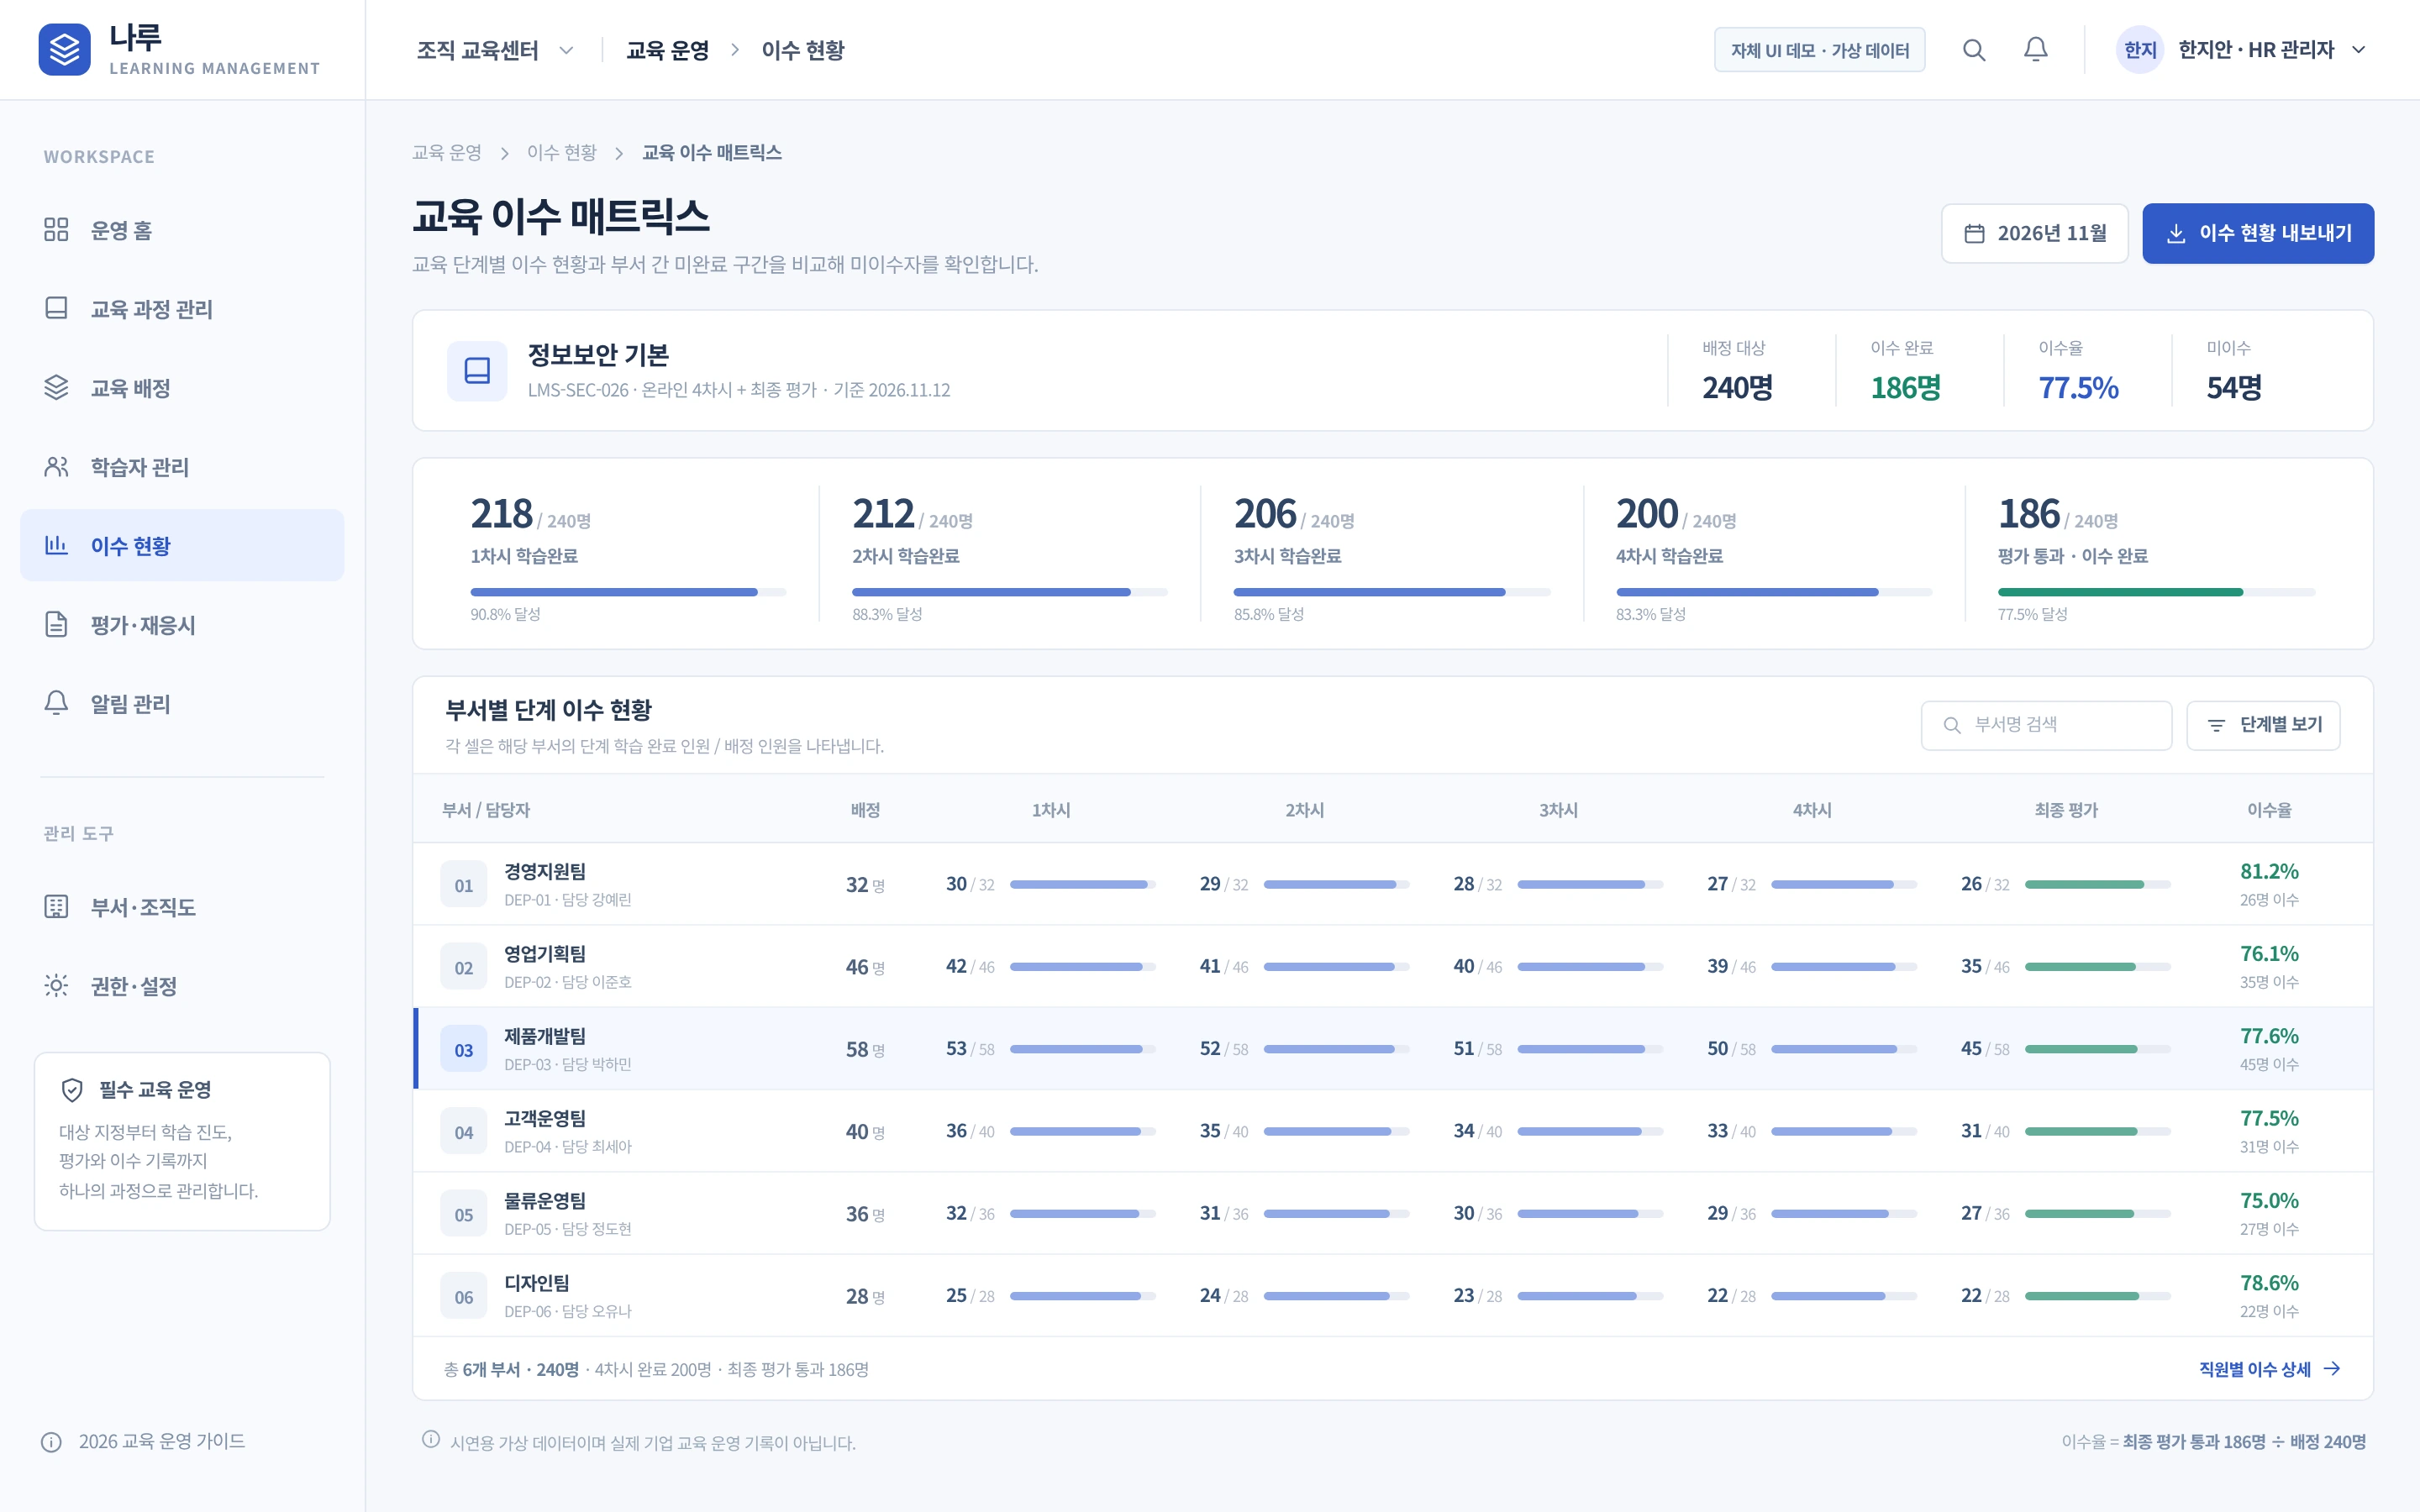 나루
LEARNING MANAGEMENT
조직 교육센터
교육 운영 > 이수 현황
자체 UI 데모 · 가상 데이터
한지
한지안 · HR 관리자
WORKSPACE
운영 홈
교육 과정 관리
교육 배정
학습자 관리
이수 현황
평가·재응시
알림 관리
관리 도구
부서·조직도
권한·설정
필수 교육 운영
대상 지정부터 학습 진도,
평가와 이수 기록까지
하나의 과정으로 관리합니다.
2026 교육 운영 가이드
교육 운영 > 이수 현황 > 교육 이수 매트릭스
교육 이수 매트릭스
교육 단계별 이수 현황과 부서 간 미완료 구간을 비교해 미이수자를 확인합니다.
2026년 11월
이수 현황 내보내기
정보보안 기본
LMS-SEC-026 · 온라인 4차시 + 최종 평가 · 기준 2026.11.12
배정 대상
240명
이수 완료
186명
이수율
77.5%
미이수
54명
218 / 240명
1차시 학습완료
90.8% 달성
212 / 240명
2차시 학습완료
88.3% 달성
206 / 240명
3차시 학습완료
85.8% 달성
200 / 240명
4차시 학습완료
83.3% 달성
186 / 240명
평가 통과 · 이수 완료
77.5% 달성
부서별 단계 이수 현황
각 셀은 해당 부서의 단계 학습 완료 인원 / 배정 인원을 나타냅니다.
부서명 검색
단계별 보기
부서 / 담당자 배정 1차시 2차시 3차시 4차시 최종 평가 이수율
01 경영지원팀 32 명 30 / 32 29 / 32 28 / 32 27 / 32 26 / 32 81.2%
DEP-01 · 담당 강예린 26명 이수
02 영업기획팀 46 명 42 / 46 41 / 46 40 / 46 39 / 46 35 / 46 76.1%
DEP-02 · 담당 이준호 35명 이수
03 제품개발팀 58 명 53 / 58 52 / 58 51 / 58 50 / 58 45 / 58 77.6%
DEP-03 · 담당 박하민 45명 이수
04 고객운영팀 40 명 36 / 40 35 / 40 34 / 40 33 / 40 31 / 40 77.5%
DEP-04 · 담당 최세아 31명 이수
05 물류운영팀 36 명 32 / 36 31 / 36 30 / 36 29 / 36 27 / 36 75.0%
DEP-05 · 담당 정도현 27명 이수
06 디자인팀 28 명 25 / 28 24 / 28 23 / 28 22 / 28 22 / 28 78.6%
DEP-06 · 담당 오유나 22명 이수
총 6개 부서 · 240명 · 4차시 완료 200명 · 최종 평가 통과 186명
직원별 이수 상세 →
시연용 가상 데이터이며 실제 기업 교육 운영 기록이 아닙니다.
이수율 = 최종 평가 통과 186명 ÷ 배정 240명